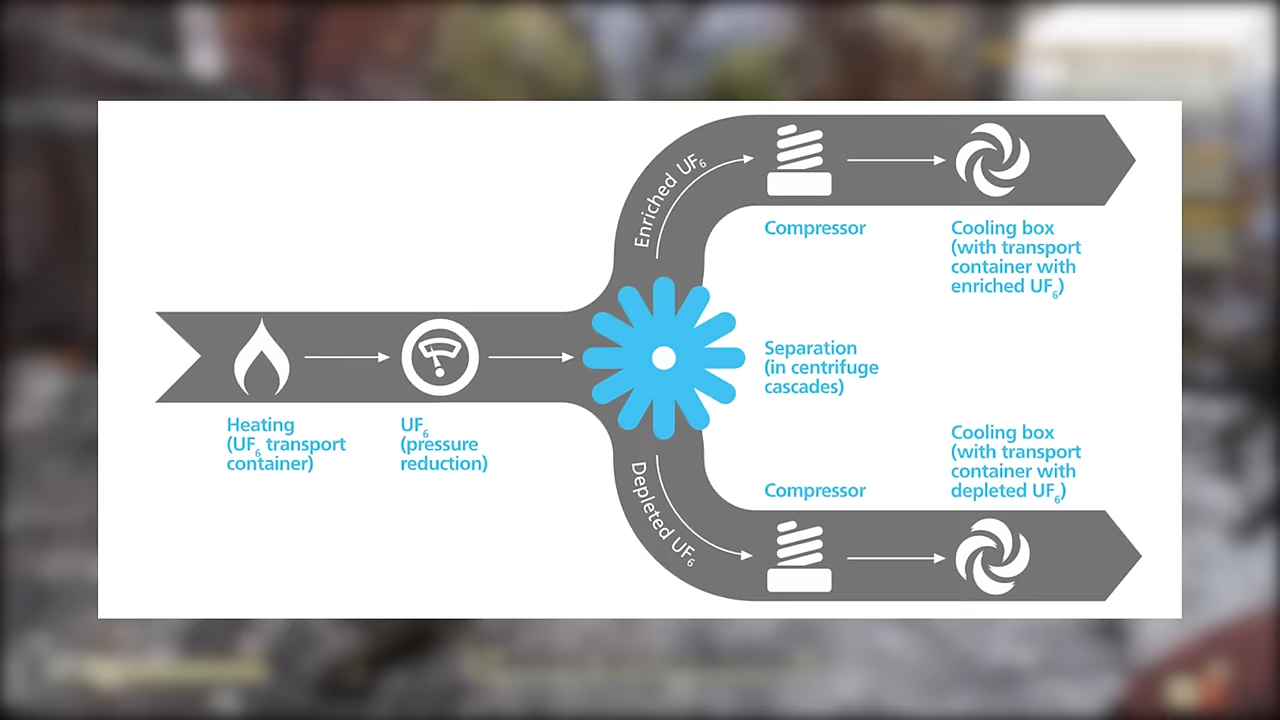 Enriched UF₆
Compressor
Cooling box
(with transport
container with
enriched UF₆)
Separation
(in centrifuge
cascades)
Heating
(UF₆ transport
container)
UF₆
(pressure
reduction)
Depleted UF₆
Compressor
Cooling box
(with transport
container with
depleted UF₆)